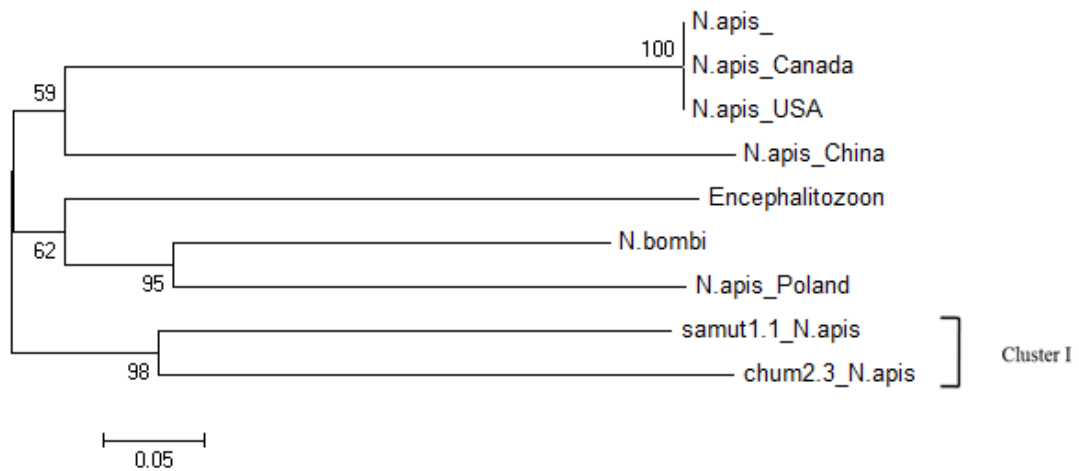 N.apis_
100
N.apis_Canada
59
N.apis_USA
N.apis_China
Encephalitozoon
N.bombi
62
95
N.apis_Poland
samut1.1_N.apis
Cluster I
98
chum2.3_N.apis
0.05